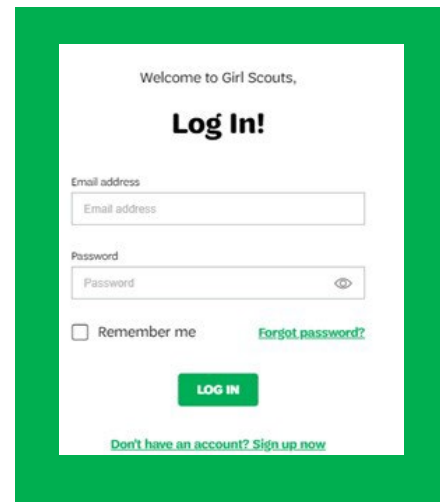 Welcome to Girl Scouts,
Log In!
Email address
Email address
Password
Password
Remember me Forgot password?
LOG IN
Don't have an account? Sign up now